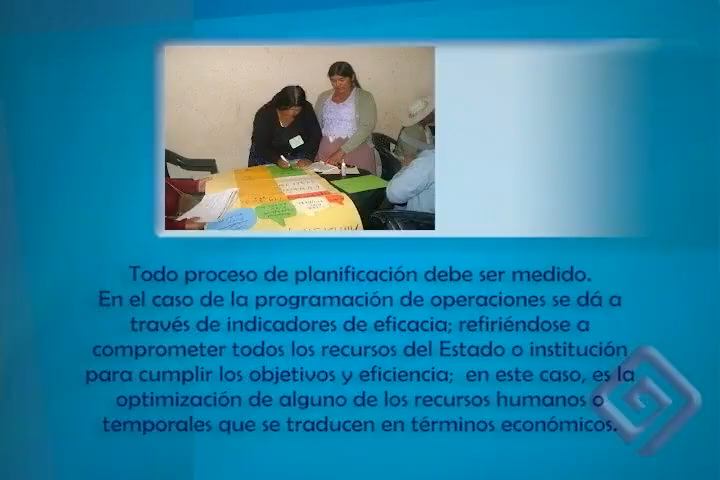 Todo proceso de planificación debe ser medido.
En el caso de la programación de operaciones se dá a
través de indicadores de eficacia; refiriéndose a
comprometer todos los recursos del Estado o institución
para cumplir los objetivos y eficiencia; en este caso, es la
optimización de alguno de los recursos humanos o
temporales que se traducen en términos económicos.